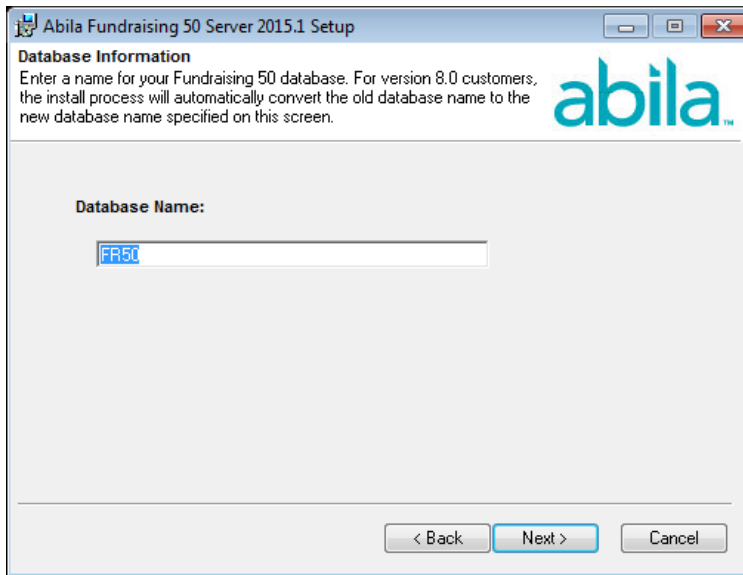 Abila Fundraising 50 Server 2015.1 Setup
Database Information
Enter a name for your Fundraising 50 database. For version 8.0 customers,
the install process will automatically convert the old database name to the
new database name specified on this screen.
abila™
Database Name:
FR50
< Back Next > Cancel